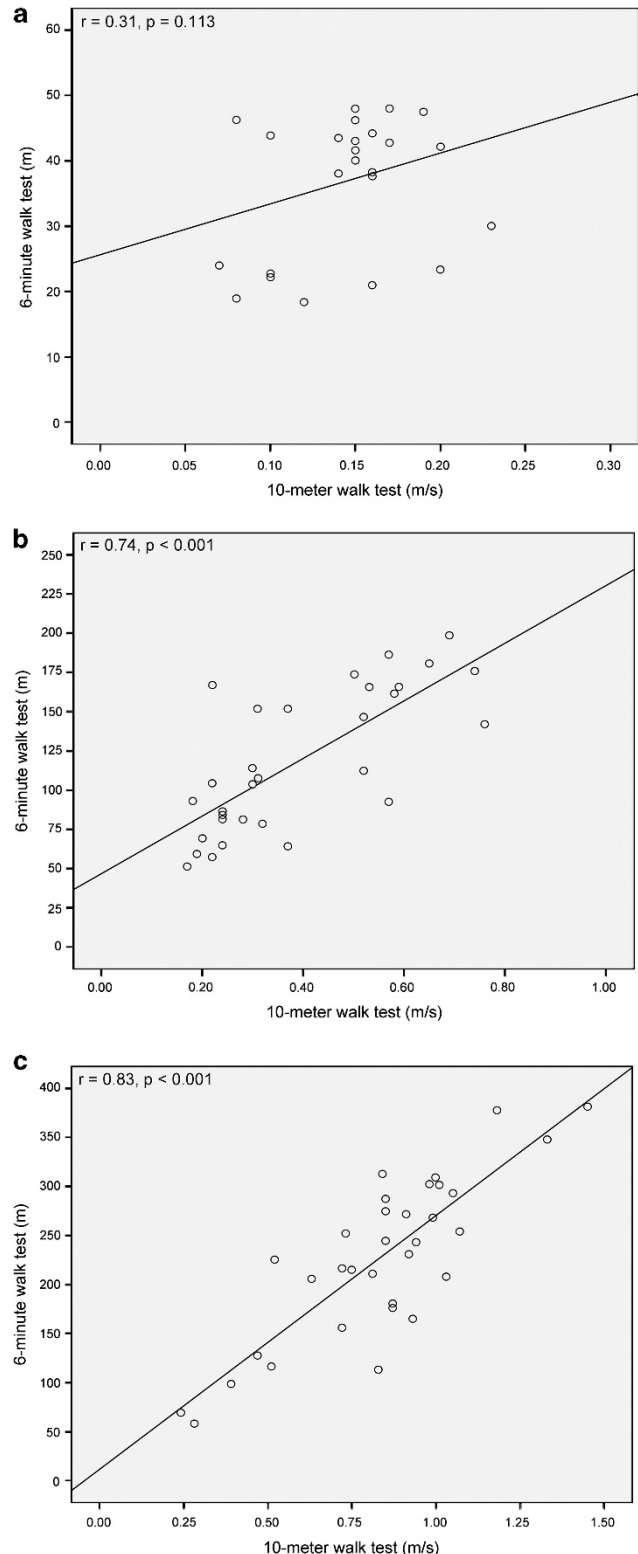 a
r = 0.31, p = 0.113
60
50
40
30
20
10
0
6-minute walk test (m)
0.00 0.05 0.10 0.15 0.20 0.25 0.30
10-meter walk test (m/s)
b
r = 0.74, p < 0.001
250
225
200
175
150
125
100
75
50
25
0
6-minute walk test (m)
0.00 0.20 0.40 0.60 0.80 1.00
10-meter walk test (m/s)
c
r = 0.83, p < 0.001
400
350
300
250
200
150
100
50
0
6-minute walk test (m)
0.00 0.25 0.50 0.75 1.00 1.25 1.50
10-meter walk test (m/s)